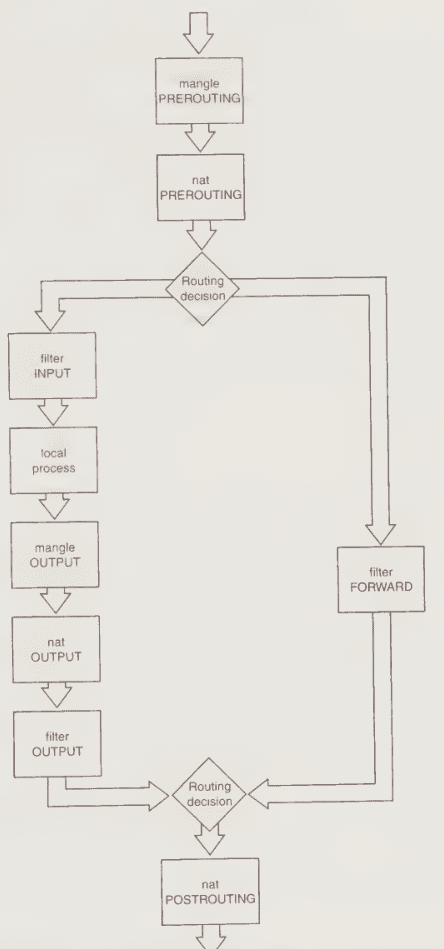 mangle
PREROUTING
nat
PREROUTING
Routing
decision
filter
INPUT
local
process
mangle
OUTPUT
filter
FORWARD
nat
OUTPUT
filter
OUTPUT
Routing
decision
nat
POSTROUTING